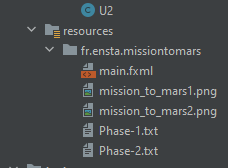 U2
resources
fr.ensta.missiontomars
main.fxml
mission_to_mars1.png
mission_to_mars2.png
Phase-1.txt
Phase-2.txt